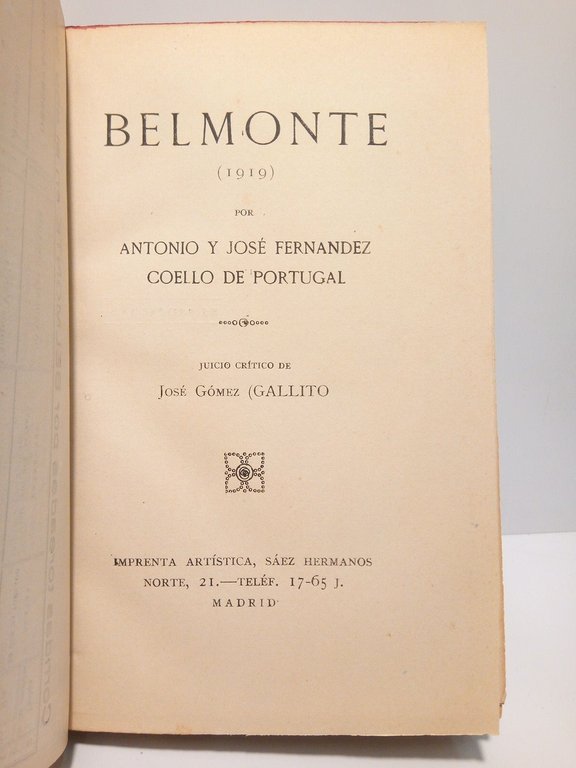 BELMONTE
(1919)
POR
ANTONIO Y JOSÉ FERNANDEZ
COELLO DE PORTUGAL
JUICIO CRÍTICO DE
JOSÉ GÓMEZ (GALLITO
IMPRENTA ARTÍSTICA, SÁEZ HERMANOS
NORTE, 21.—TELÉF. 17-65 J.
MADRID